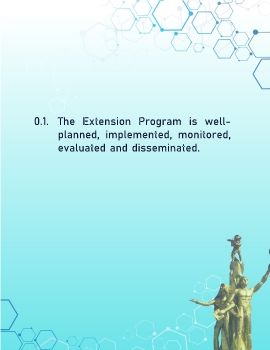 0.1. The Extension Program is well-
planned, implemented, monitored,
evaluated and disseminated.